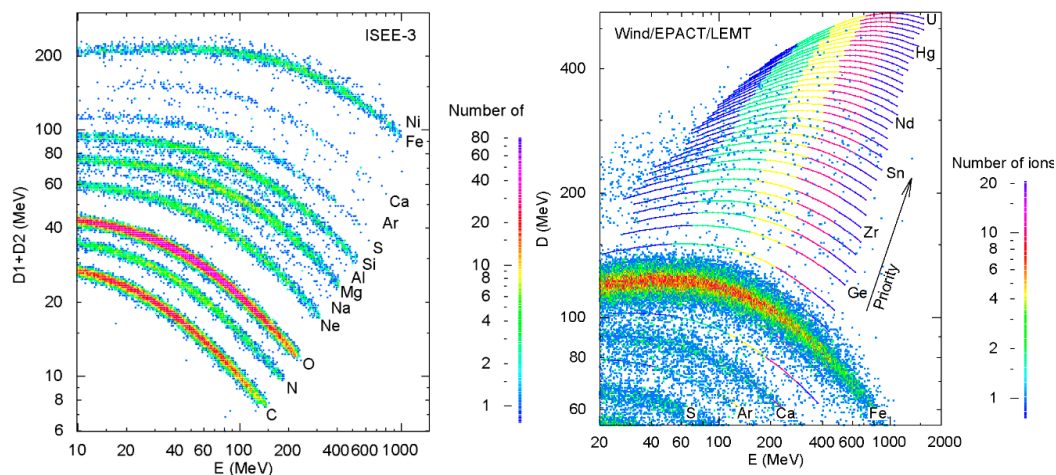 ISEE-3
D1+D2 (MeV)
200
100
80
60
40
20
10
8
6
10
20
40
60
100
200
400
600
1000
E (MeV)
Ni
Fe
Ca
Ar
S
Si
Al
Mg
Na
Ne
O
N
C
Number of
80
60
40
20
10
8
6
4
2
1
Wind/EPACT/LEMT
D (MeV)
400
200
100
80
60
20
40
60
100
200
400
600
1000
2000
E (MeV)
U
Hg
Nd
Sn
Zr
Ge
Priority
S
Ar
Ca
Fe
Number of ions
20
10
8
6
4
2
1